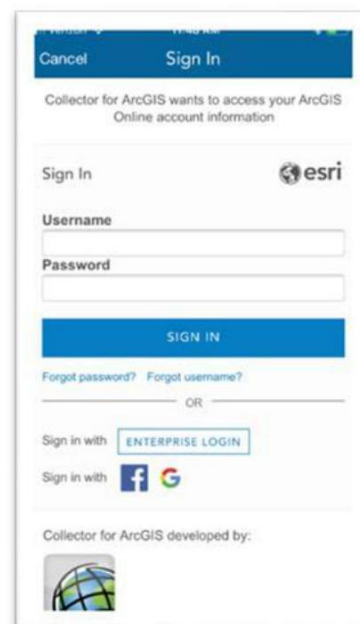 Cancel Sign In
Collector for ArcGIS wants to access your ArcGIS
Online account information
Sign In esri
Username
Password
SIGN IN
Forgot password? Forgot username?
OR
Sign in with ENTERPRISE LOGIN
Sign in with
Collector for ArcGIS developed by: